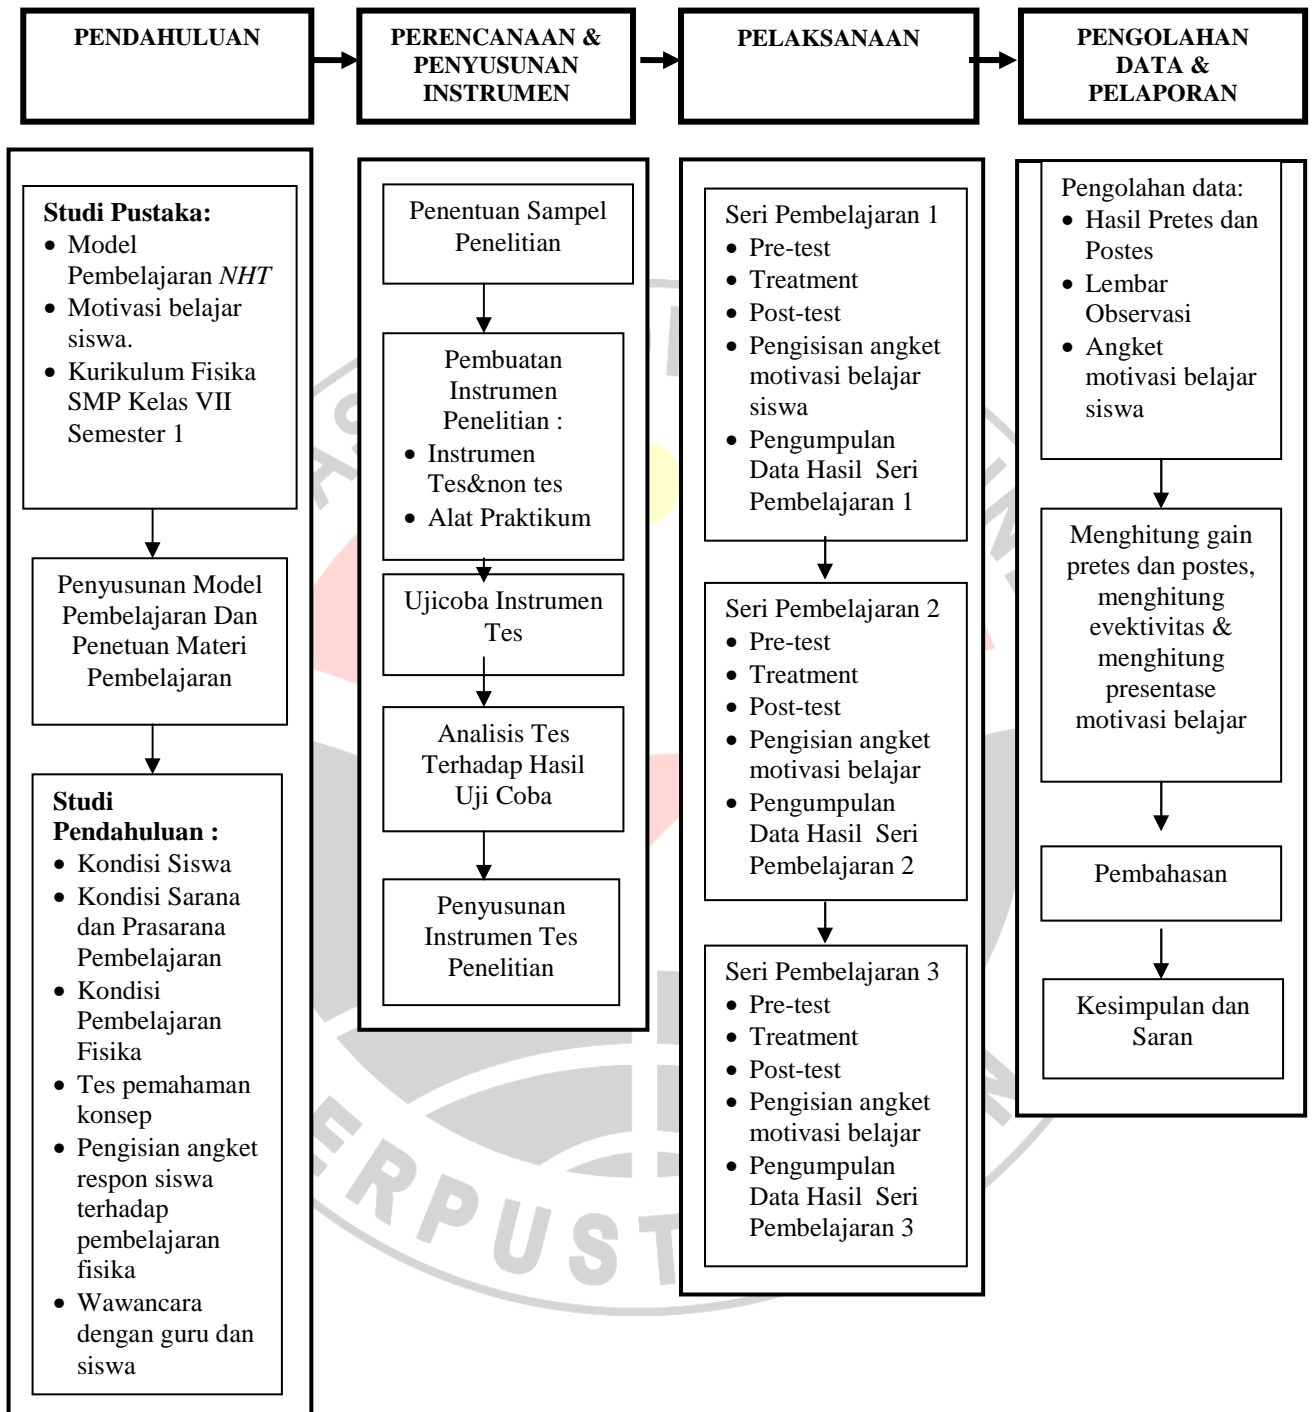 PENDAHULUAN
PERENCANAAN &
PENYUSUNAN
INSTRUMEN
PELAKSANAAN
PENGOLAHAN
DATA &
PELAPORAN
Studi Pustaka:
• Model
Pembelajaran NHT
• Motivasi belajar
siswa.
• Kurikulum Fisika
SMP Kelas VII
Semester 1
Penyusunan Model
Pembelajaran Dan
Penetuan Materi
Pembelajaran
Studi
Pendahuluan :
• Kondisi Siswa
• Kondisi Sarana
dan Prasarana
Pembelajaran
• Kondisi
Pembelajaran
Fisika
• Tes pemahaman
konsep
• Pengisian angket
respon siswa
terhadap
pembelajaran
fisika
• Wawancara
dengan guru dan
siswa
Penentuan Sampel
Penelitian
Pembuatan
Instrumen
Penelitian :
• Instrumen
Tes&non tes
• Alat Praktikum
Ujicoba Instrumen
Tes
Analisis Tes
Terhadap Hasil
Uji Coba
Penyusunan
Instrumen Tes
Penelitian
Seri Pembelajaran 1
• Pre-test
• Treatment
• Post-test
• Pengisisan angket
motivasi belajar
siswa
• Pengumpulan
Data Hasil  Seri
Pembelajaran 1
Seri Pembelajaran 2
• Pre-test
• Treatment
• Post-test
• Pengisian angket
motivasi belajar
• Pengumpulan
Data Hasil  Seri
Pembelajaran 2
Seri Pembelajaran 3
• Pre-test
• Treatment
• Post-test
• Pengisian angket
motivasi belajar
• Pengumpulan
Data Hasil  Seri
Pembelajaran 3
Pengolahan data:
• Hasil Pretes dan
Postes
• Lembar
Observasi
• Angket
motivasi belajar
siswa
Menghitung gain
pretes dan postes,
menghitung
evektivitas &
menghitung
presentase
motivasi belajar
Pembahasan
Kesimpulan dan
Saran